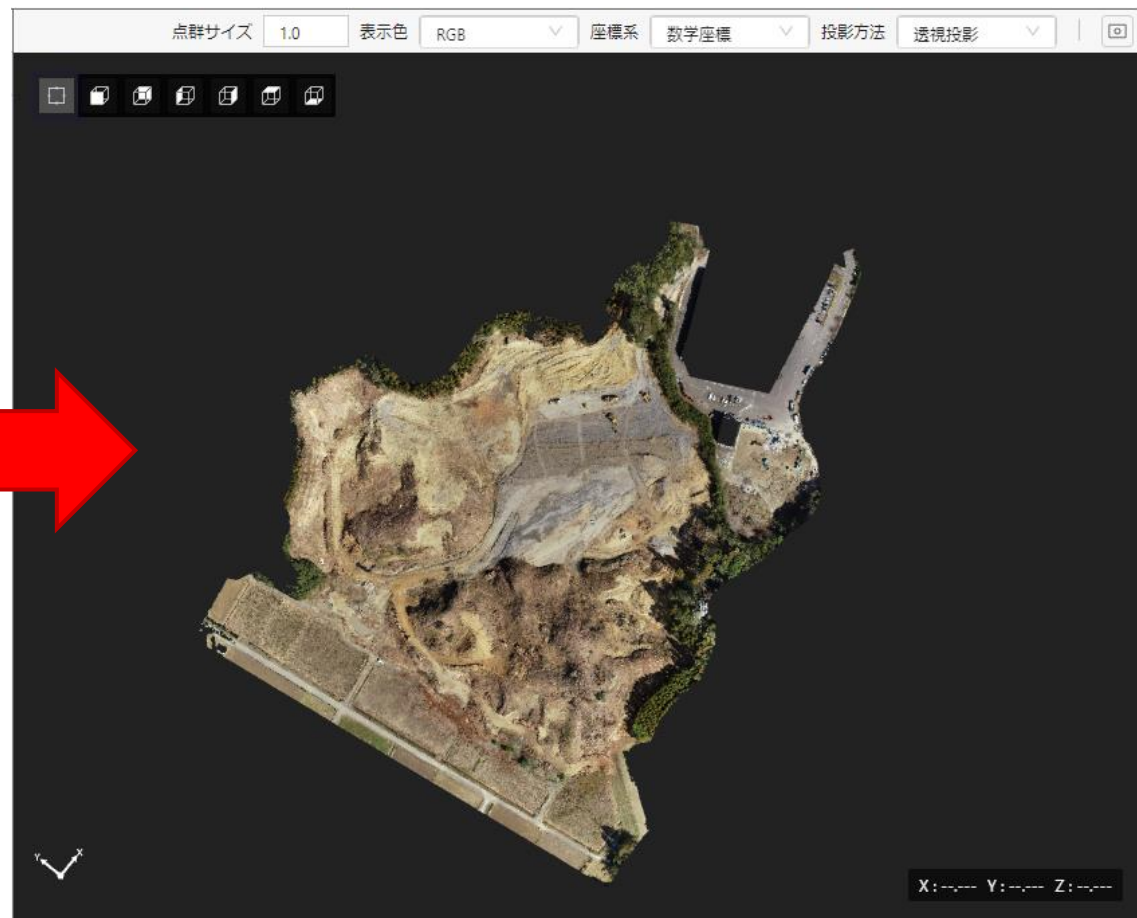 点群サイズ 1.0 表示色 RGB 座標系 数学座標 投影方法 透視投影
Y X
X:--.--- Y:--.--- Z:--.---